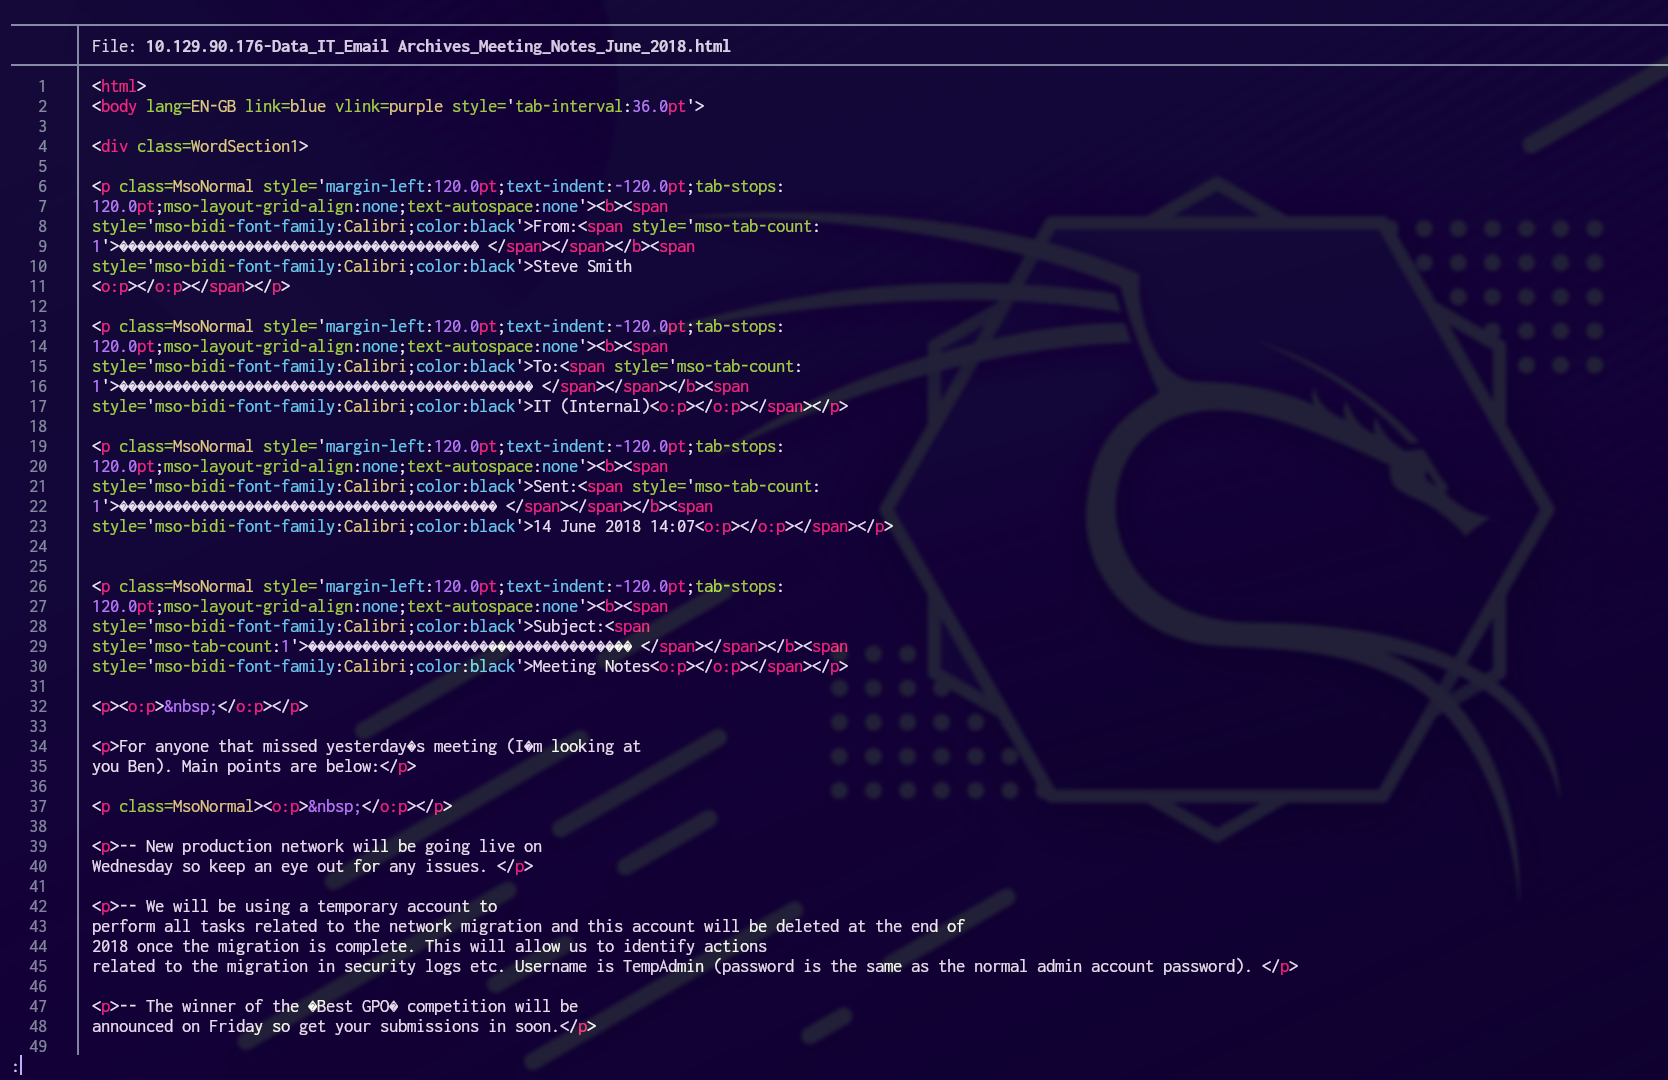 File: 10.129.90.176-Data_IT_Email Archives_Meeting_Notes_June_2018.html
1 <html>
2 <body lang=EN-GB link=blue vlink=purple style='tab-interval:36.0pt'>
3
4 <div class=WordSection1>
5
6 <p class=MsoNormal style='margin-left:120.0pt;text-indent:-120.0pt;tab-stops:
7 120.0pt;mso-layout-grid-align:none;text-autospace:none'><b><span
8 style='mso-bidi-font-family:Calibri;color:black'>From:<span style='mso-tab-count:
9 1'>���������������������������������������� </span></span></b><span
10 style='mso-bidi-font-family:Calibri;color:black'>Steve Smith
11 <o:p></o:p></span></p>
12
13 <p class=MsoNormal style='margin-left:120.0pt;text-indent:-120.0pt;tab-stops:
14 120.0pt;mso-layout-grid-align:none;text-autospace:none'><b><span
15 style='mso-bidi-font-family:Calibri;color:black'>To:<span style='mso-tab-count:
16 1'>���������������������������������������������� </span></span></b><span
17 style='mso-bidi-font-family:Calibri;color:black'>IT (Internal)<o:p></o:p></span></p>
18
19 <p class=MsoNormal style='margin-left:120.0pt;text-indent:-120.0pt;tab-stops:
20 120.0pt;mso-layout-grid-align:none;text-autospace:none'><b><span
21 style='mso-bidi-font-family:Calibri;color:black'>Sent:<span style='mso-tab-count:
22 1'>������������������������������������������ </span></span></b><span
23 style='mso-bidi-font-family:Calibri;color:black'>14 June 2018 14:07<o:p></o:p></span></p>
24
25
26 <p class=MsoNormal style='margin-left:120.0pt;text-indent:-120.0pt;tab-stops:
27 120.0pt;mso-layout-grid-align:none;text-autospace:none'><b><span
28 style='mso-bidi-font-family:Calibri;color:black'>Subject:<span
29 style='mso-tab-count:1'>������������������������������������ </span></span></b><span
30 style='mso-bidi-font-family:Calibri;color:black'>Meeting Notes<o:p></o:p></span></p>
31
32 <p><o:p>&nbsp;</o:p></p>
33
34 <p>For anyone that missed yesterday�s meeting (I�m looking at
35 you Ben). Main points are below:</p>
36
37 <p class=MsoNormal><o:p>&nbsp;</o:p></p>
38
39 <p>-- New production network will be going live on
40 Wednesday so keep an eye out for any issues. </p>
41
42 <p>-- We will be using a temporary account to
43 perform all tasks related to the network migration and this account will be deleted at the end of
44 2018 once the migration is complete. This will allow us to identify actions
45 related to the migration in security logs etc. Username is TempAdmin (password is the same as the normal admin account password). </p>
46
47 <p>-- The winner of the �Best GPO� competition will be
48 announced on Friday so get your submissions in soon.</p>
49
: